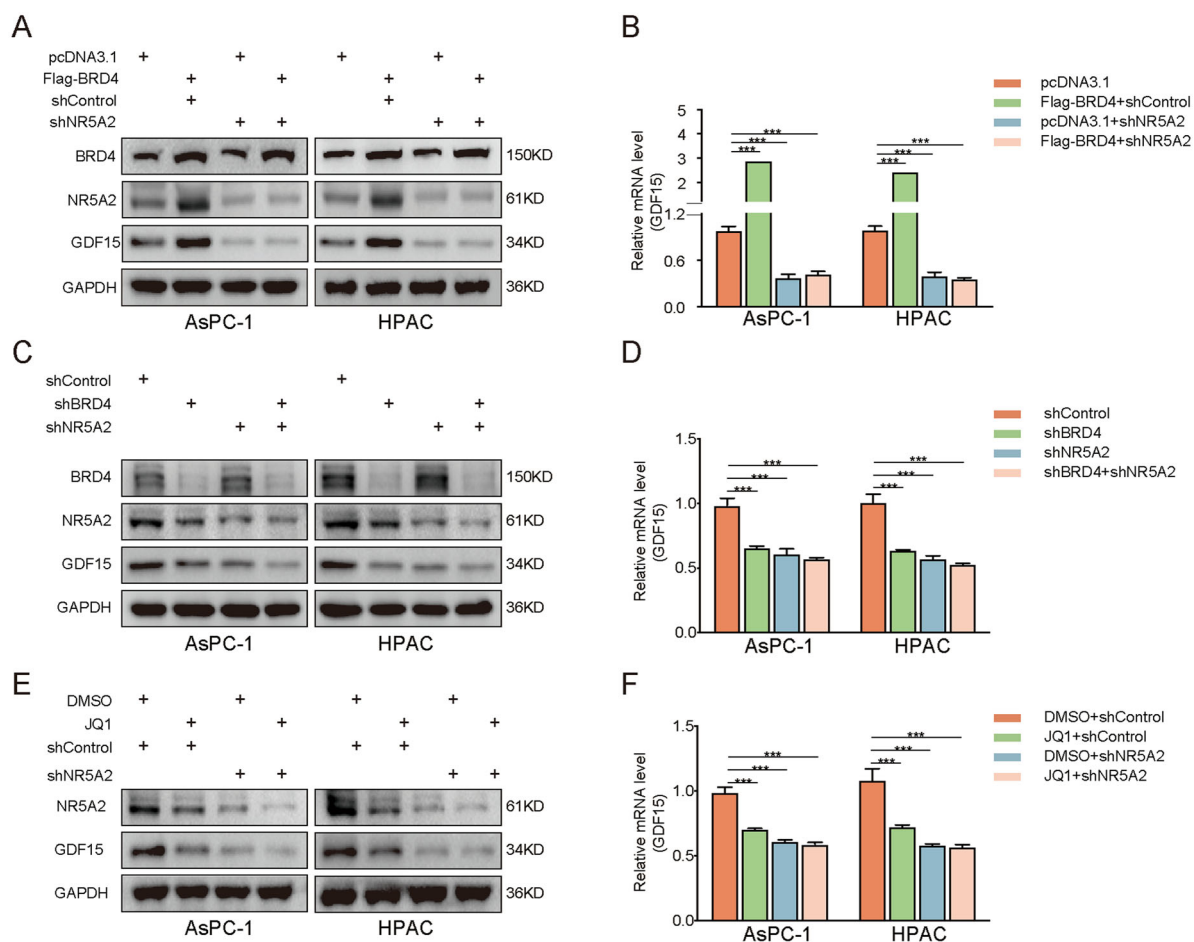 A
pcDNA3.1 + + + +
Flag-BRD4 + + + +
shControl + +
shNR5A2 + + + +
BRD4 150KD
NR5A2 61KD
GDF15 34KD
GAPDH 36KD
AsPC-1 HPAC
B
pcDNA3.1
Flag-BRD4+shControl
pcDNA3.1+shNR5A2
Flag-BRD4+shNR5A2
Relative mRNA level
(GDF15)
5
4
3
2
1.2
0.6
0.0
*** ***
*** ***
*** ***
AsPC-1 HPAC
C
shControl + +
shBRD4 + + + +
shNR5A2 + + + +
BRD4 150KD
NR5A2 61KD
GDF15 34KD
GAPDH 36KD
AsPC-1 HPAC
D
shControl
shBRD4
shNR5A2
shBRD4+shNR5A2
Relative mRNA level
(GDF15)
1.5
1.0
0.5
0.0
*** ***
*** ***
*** ***
AsPC-1 HPAC
E
DMSO + + + +
JQ1 + + + +
shControl + + + +
shNR5A2 + + + +
NR5A2 61KD
GDF15 34KD
GAPDH 36KD
AsPC-1 HPAC
F
DMSO+shControl
JQ1+shControl
DMSO+shNR5A2
JQ1+shNR5A2
Relative mRNA level
(GDF15)
1.5
1.0
0.5
0.0
*** ***
*** ***
*** ***
AsPC-1 HPAC